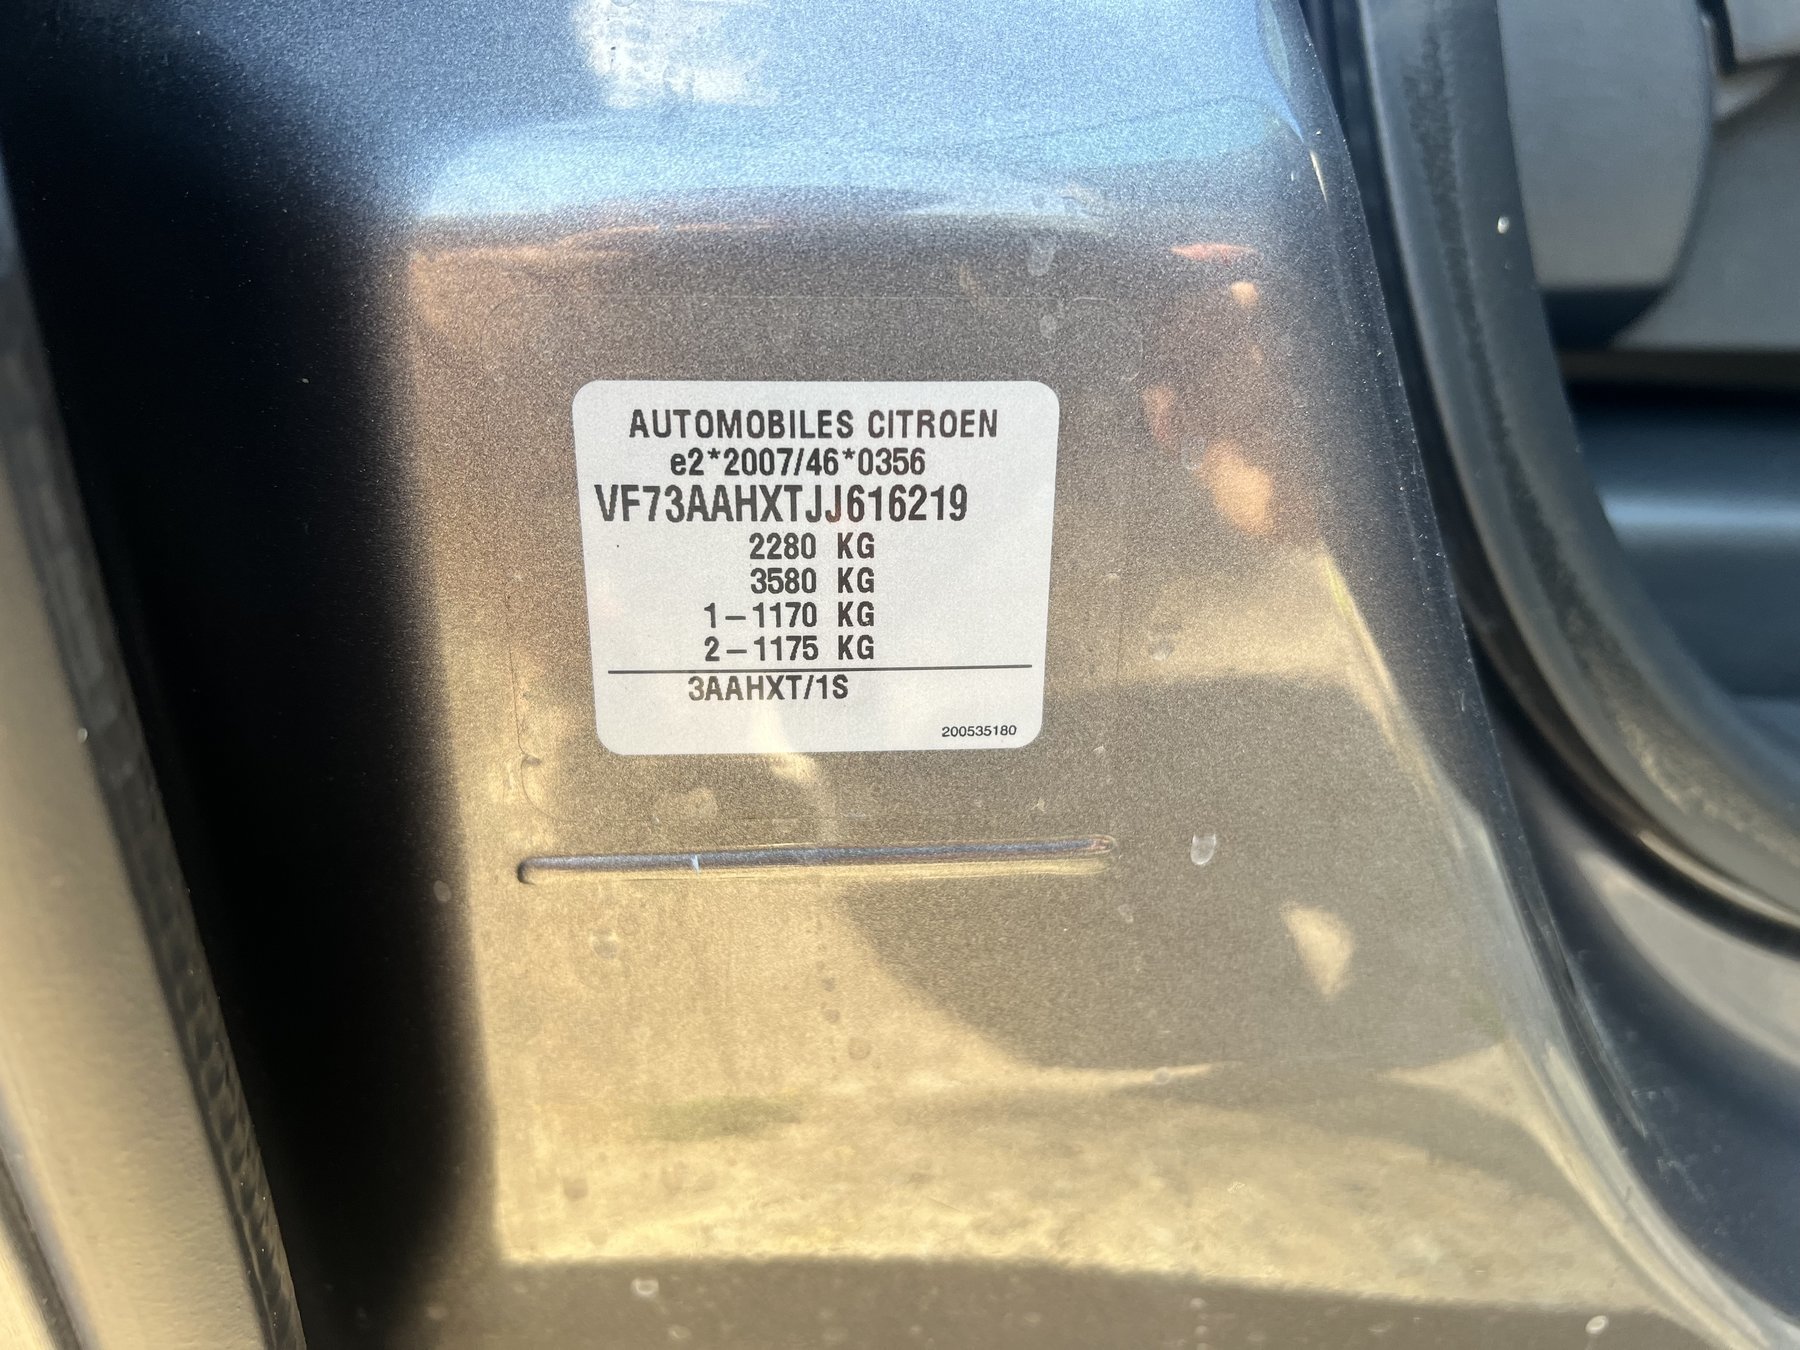 AUTOMOBILES CITROEN
e2*2007/46*0356
VF73AAHXTJJ616219
2280 KG
3580 KG
1-1170 KG
2-1175 KG
3AAHXT/1S
200535180